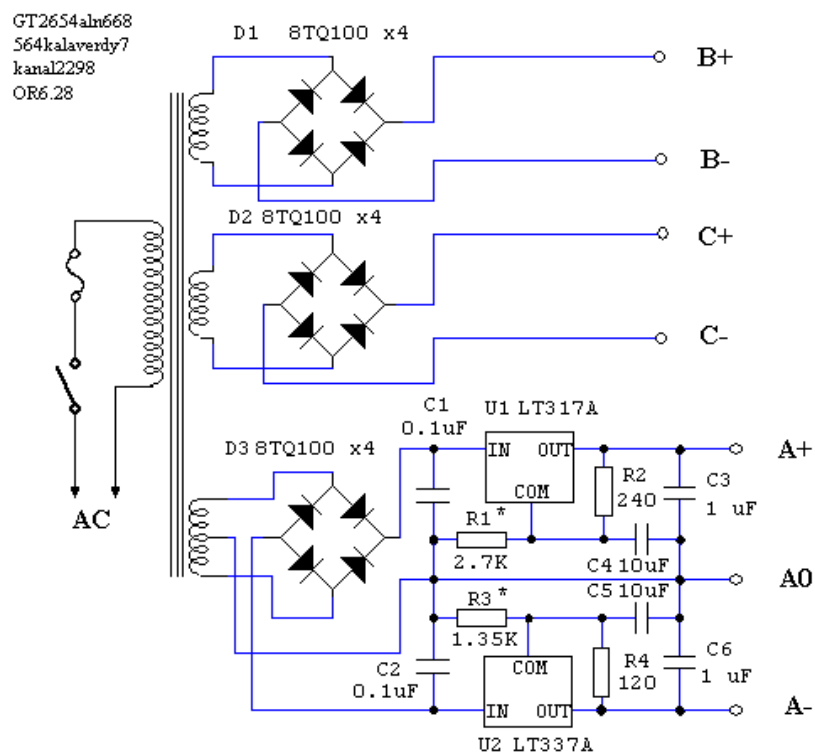 GT2654aln668
564kalaverdy7
kanal2298
OR6.28
D1 8TQ100 x4
B+
B-
D2 8TQ100 x4
C+
C-
AC
D3 8TQ100 x4
C1
0.1uF
U1 LT317A
IN OUT
COM
A+
R2
240
C3
1 uF
R1*
2.7K
C4 10uF
A0
C5 10uF
R3*
1.35K
C2
0.1uF
COM
IN OUT
R4
120
C6
1 uF
A-
U2 LT337A